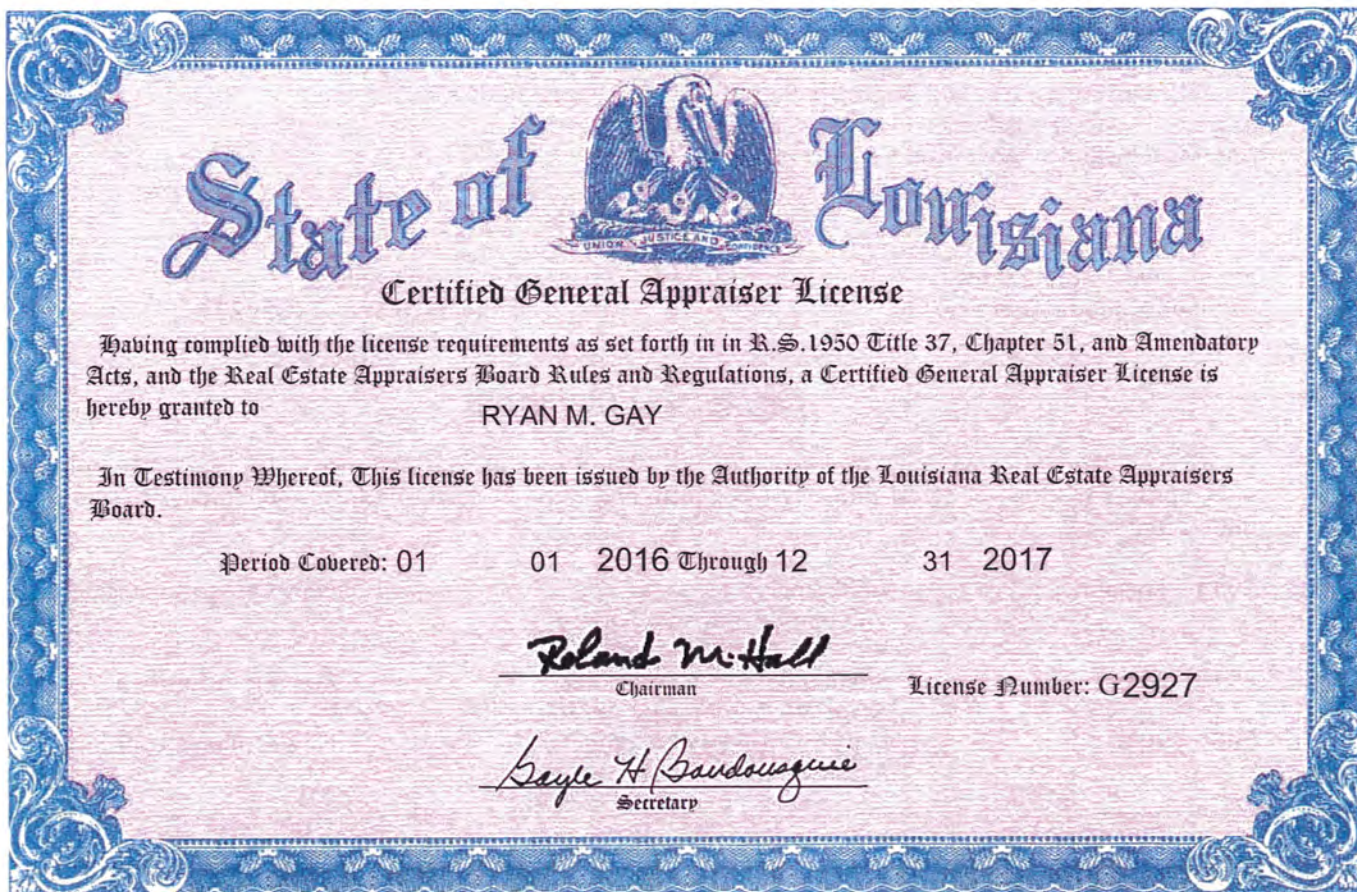 State of Louisiana
UNION JUSTICE AND CONFIDENCE
Certified General Appraiser License
Having complied with the license requirements as set forth in in R.S.1950 Title 37, Chapter 51, and Amendatory
Acts, and the Real Estate Appraisers Board Rules and Regulations, a Certified General Appraiser License is
hereby granted to RYAN M. GAY
In Testimony Whereof, This license has been issued by the Authority of the Louisiana Real Estate Appraisers
Board.
Period Covered: 01 01 2016 Through 12 31 2017
Roland M. Hall
Chairman
License Number: G2927
Gayle H Boudousquie
Secretary